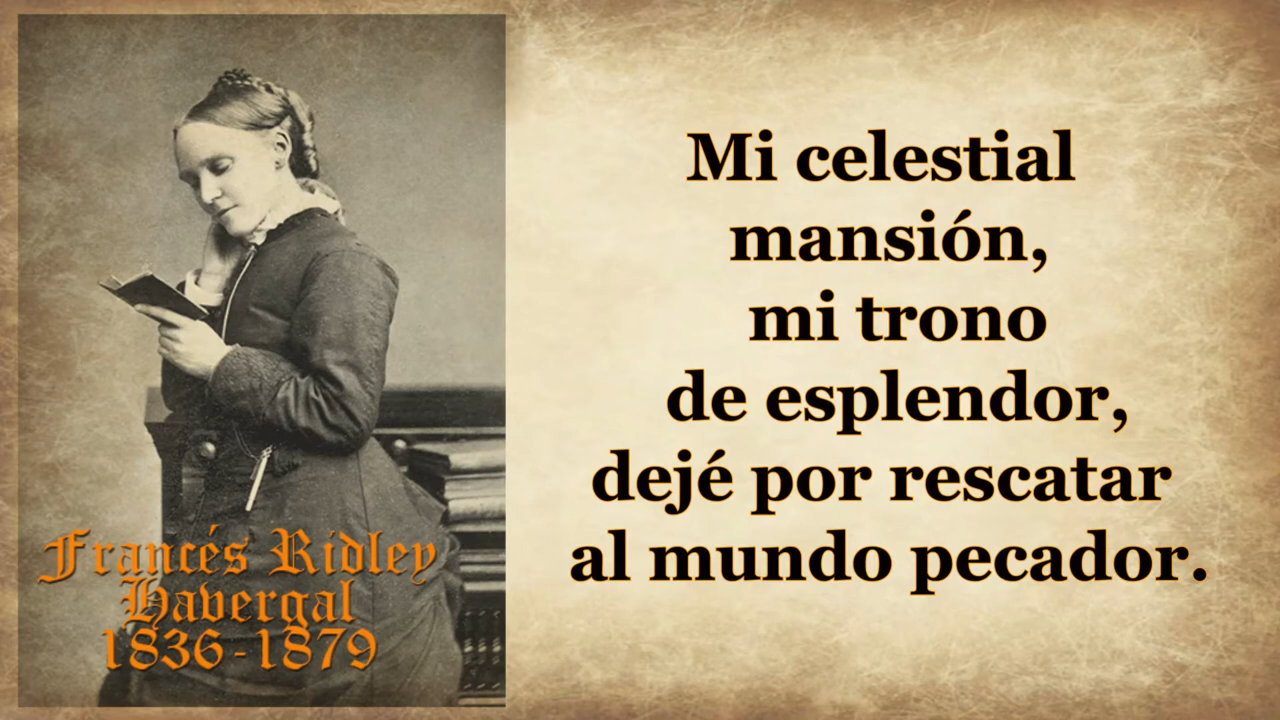 Mi celestial
mansión,
mi trono
de esplendor,
dejé por rescatar
al mundo pecador.
Francés Ridley
Havergal
1836-1879